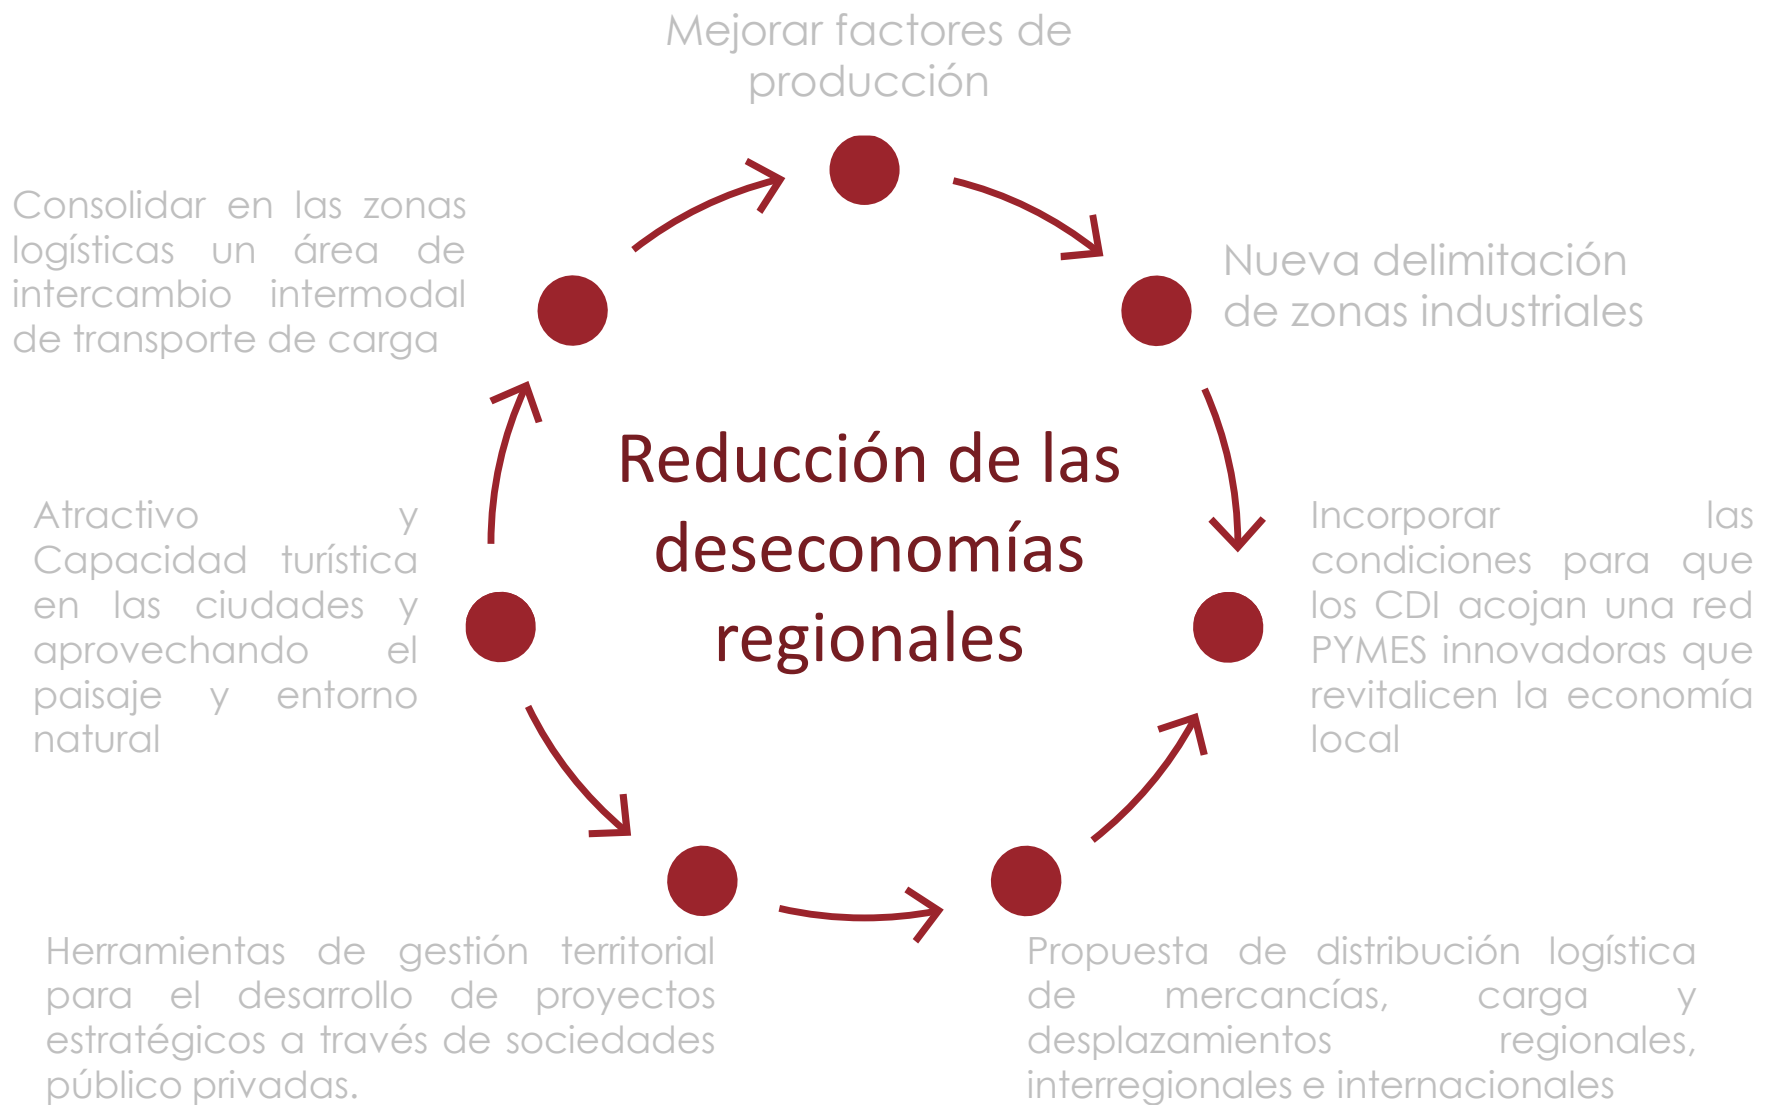 Mejorar factores de
producción
Nueva delimitación
de zonas industriales
Incorporar las
condiciones para que
los CDI acojan una red
PYMES innovadoras que
revitalicen la economía
local
Propuesta de distribución logística
de mercancías, carga y
desplazamientos regionales,
interregionales e internacionales
Herramientas de gestión territorial
para el desarrollo de proyectos
estratégicos a través de sociedades
público privadas.
Atractivo y
Capacidad turística
en las ciudades y
aprovechando el
paisaje y entorno
natural
Consolidar en las zonas
logísticas un área de
intercambio intermodal
de transporte de carga
Reducción de las
deseconomías
regionales